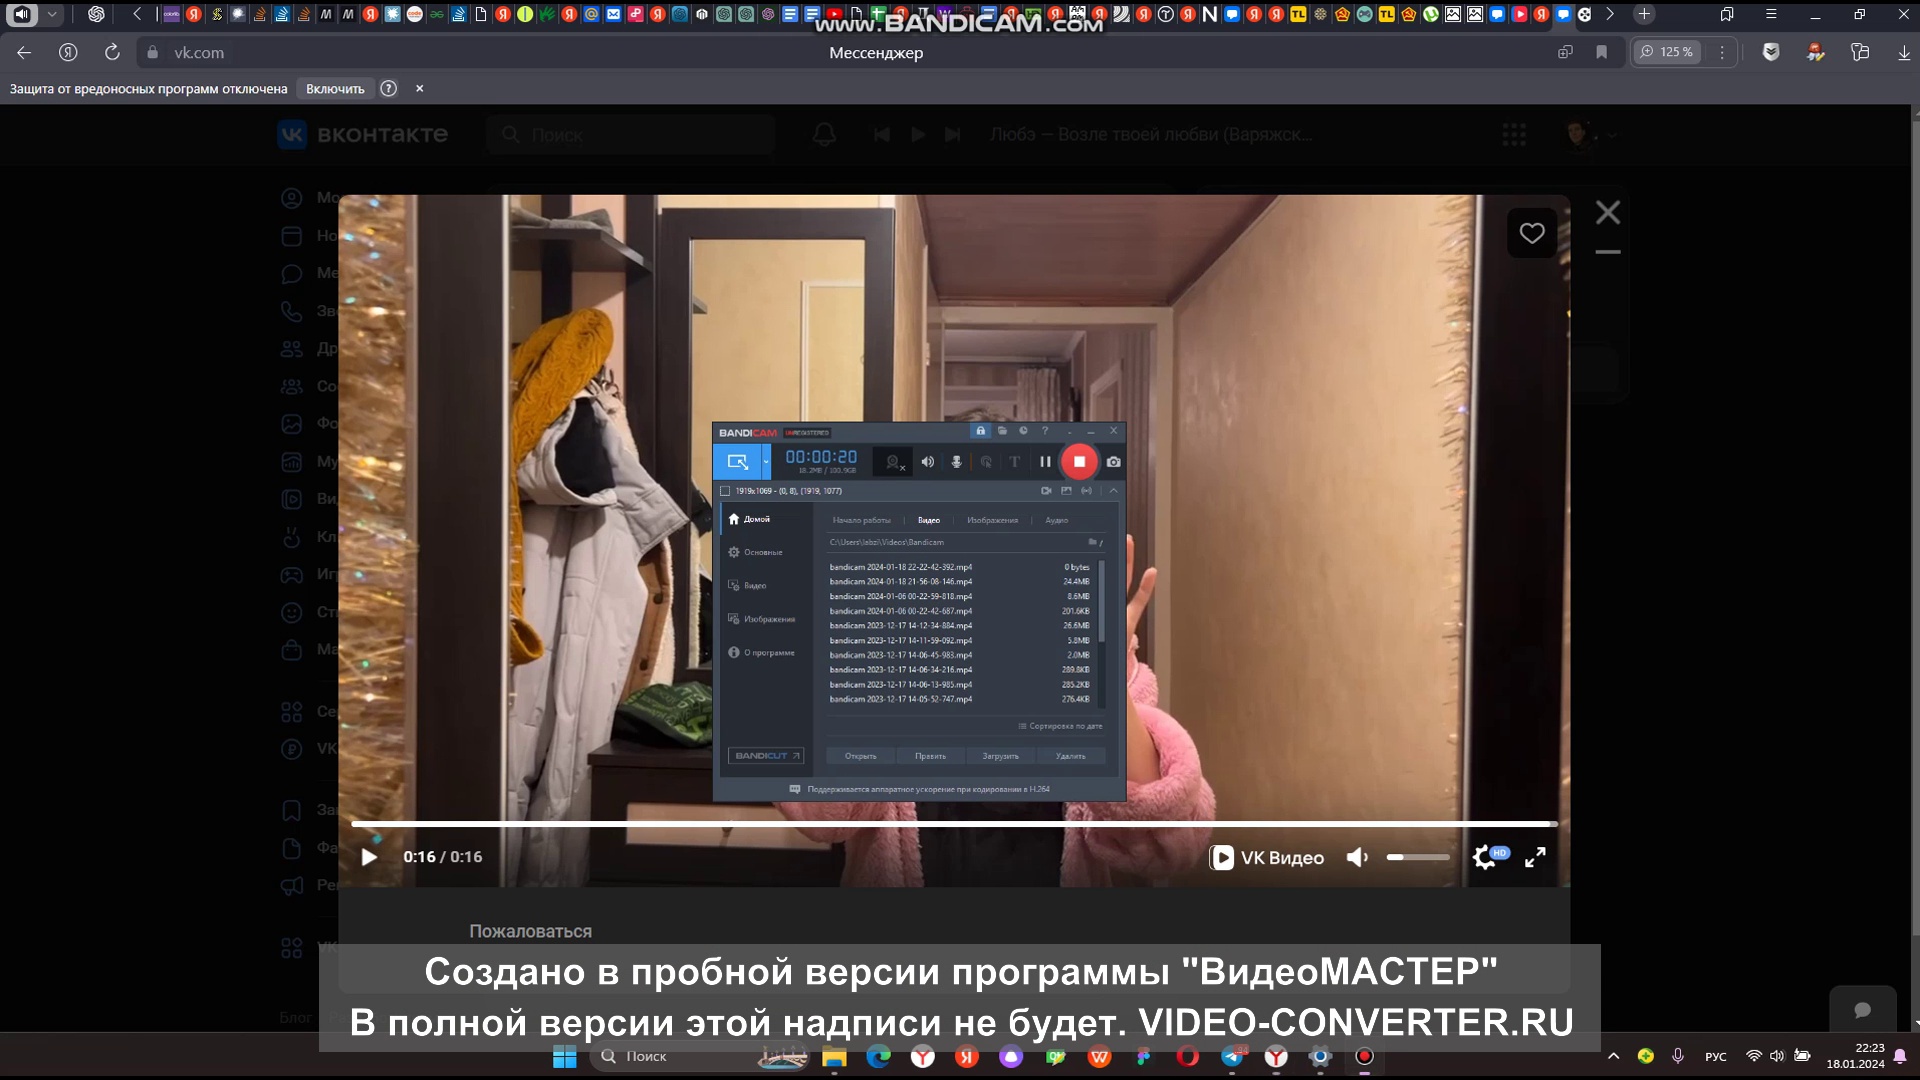 www.BANDICAM.com
vk.com
Мессенджер
125 %
Защита от вредоносных программ отключена
Включить
ВКОНТАКТЕ
Поиск
Любэ — Возле твоей любви (Варяжск...
BANDICAM UNREGISTERED
00:00:20
18.2MB / 100.9GB
1919x1069 - (0, 8), (1919, 1077)
Домой
Основные
Видео
Изображения
О программе
BANDICUT
Начало работы
Видео
Изображения
Аудио
C:\Users\labzi\Videos\Bandicam
bandicam 2024-01-18 22-22-42-392.mp4 0 bytes
bandicam 2024-01-18 21-56-08-146.mp4 24.4MB
bandicam 2024-01-06 00-22-59-818.mp4 8.6MB
bandicam 2024-01-06 00-22-42-687.mp4 201.6KB
bandicam 2023-12-17 14-12-34-884.mp4 26.6MB
bandicam 2023-12-17 14-11-59-092.mp4 5.8MB
bandicam 2023-12-17 14-06-45-983.mp4 2.0MB
bandicam 2023-12-17 14-06-34-216.mp4 289.8KB
bandicam 2023-12-17 14-06-13-985.mp4 285.2KB
bandicam 2023-12-17 14-05-52-747.mp4 276.4KB
Сортировка по дате
Открыть
Править
Загрузить
Удалить
Поддерживается аппаратное ускорение при кодировании в H.264
0:16 / 0:16
VK Видео
HD
Пожаловаться
Блог
Создано в пробной версии программы "ВидеоМАСТЕР"
В полной версии этой надписи не будет. VIDEO-CONVERTER.RU
Поиск
РУС
22:23
18.01.2024